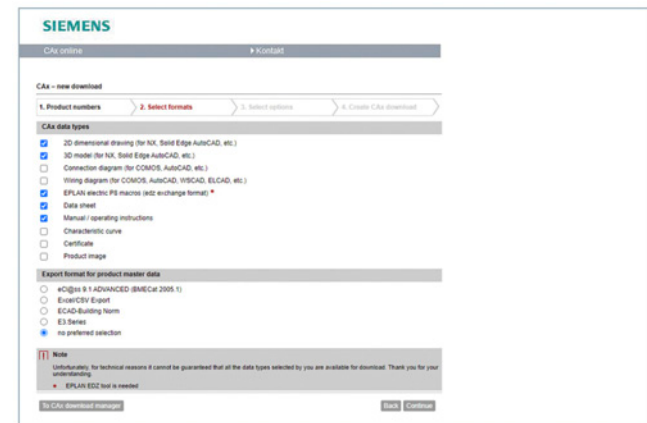 SIEMENS
CAx online Kontakt
CAx – new download
1. Product numbers 2. Select formats 3. Select options 4. Create CAx download
CAx data types
2D dimensional drawing (for NX, Solid Edge AutoCAD, etc.)
3D model (for NX, Solid Edge AutoCAD, etc.)
Connection diagram (for COMOS, AutoCAD, etc.)
Wiring diagram (for COMOS, AutoCAD, WSCAD, ELCAD, etc.)
EPLAN electric P8 macros (edz exchange format) *
Data sheet
Manual / operating instructions
Characteristic curve
Certificate
Product image
Export format for product master data
eCl@ss 9.1 ADVANCED (BMECat 2005.1)
Excel/CSV Export
ECAD-Building Norm
E3.Series
no preferred selection
Note
Unfortunately, for technical reasons it cannot be guaranteed that all the data types selected by you are available for download. Thank you for your
understanding.
* EPLAN EDZ tool is needed
To CAx download manager Back Continue